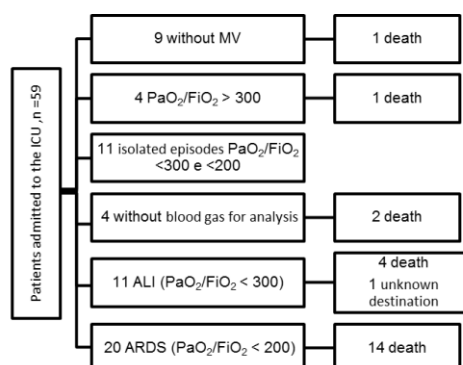 Patients admitted to the ICU ,n =59
9 without MV
1 death
4 PaO₂/FiO₂ > 300
1 death
11 isolated episodes PaO₂/FiO₂
<300 e <200
4 without blood gas for analysis
2 death
11 ALI (PaO₂/FiO₂ < 300)
4 death
1 unknown
destination
20 ARDS (PaO₂/FiO₂ < 200)
14 death